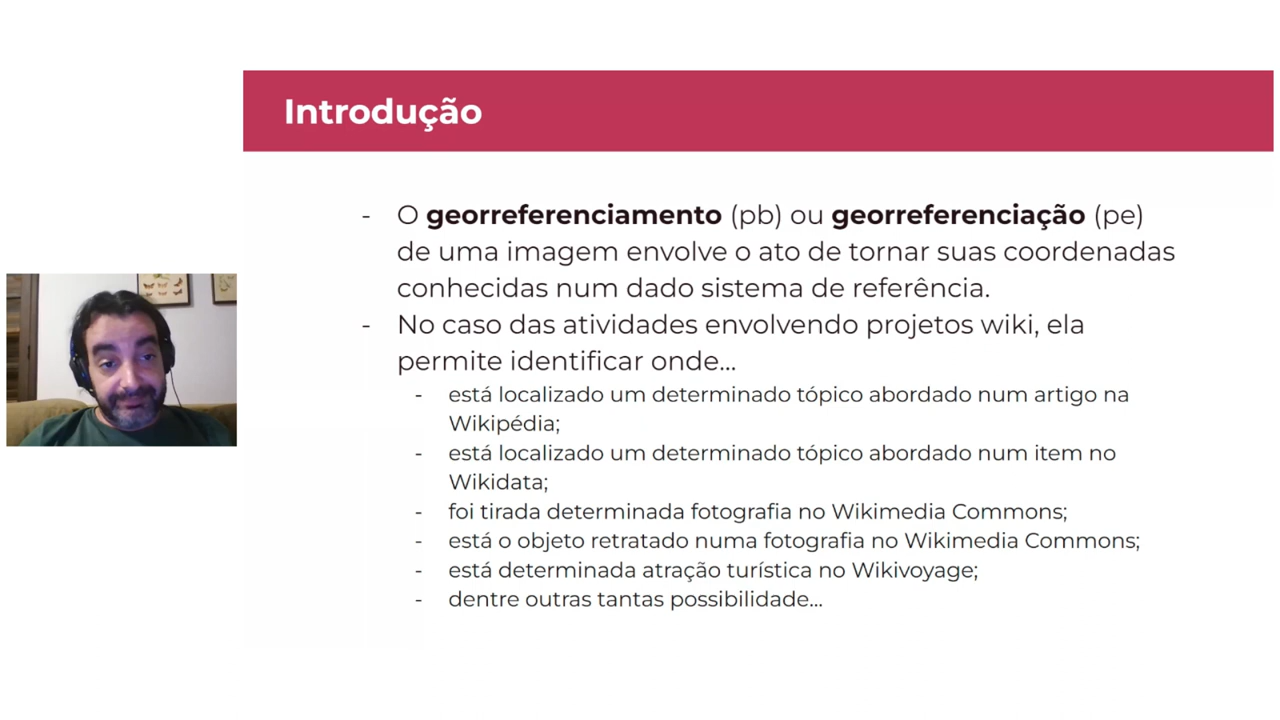 Introdução
- O georreferenciamento (pb) ou georreferenciação (pe)
de uma imagem envolve o ato de tornar suas coordenadas
conhecidas num dado sistema de referência.
- No caso das atividades envolvendo projetos wiki, ela
permite identificar onde...
- está localizado um determinado tópico abordado num artigo na
Wikipédia;
- está localizado um determinado tópico abordado num item no
Wikidata;
- foi tirada determinada fotografia no Wikimedia Commons;
- está o objeto retratado numa fotografia no Wikimedia Commons;
- está determinada atração turística no Wikivoyage;
- dentre outras tantas possibilidade...